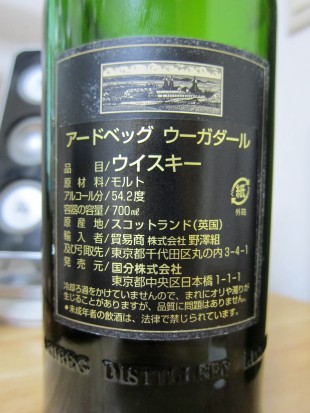 アードベッグ ウーガダール
品目/ウイスキー
原材料/モルト
アルコール分/54.2度
容器の容量/700㎖
原産地/スコットランド(英国)
輸入者/貿易商 株式会社 野澤組
及び引取先/東京都千代田区丸の内3-4-1
発売元/国分株式会社
東京都中央区日本橋1-1-1
冷却ろ過をかけていませんので、まれにオリや濁りが
生じることがありますが、品質に問題はありません。
●未成年者の飲酒は、法律で禁じられています。
紙
外箱
DISTILLERY